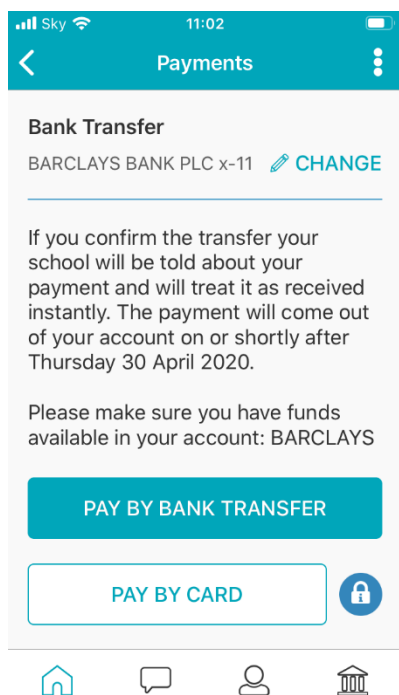 Sky 11:02
Payments
Bank Transfer
BARCLAYS BANK PLC x-11 CHANGE
If you confirm the transfer your
school will be told about your
payment and will treat it as received
instantly. The payment will come out
of your account on or shortly after
Thursday 30 April 2020.
Please make sure you have funds
available in your account: BARCLAYS
PAY BY BANK TRANSFER
PAY BY CARD